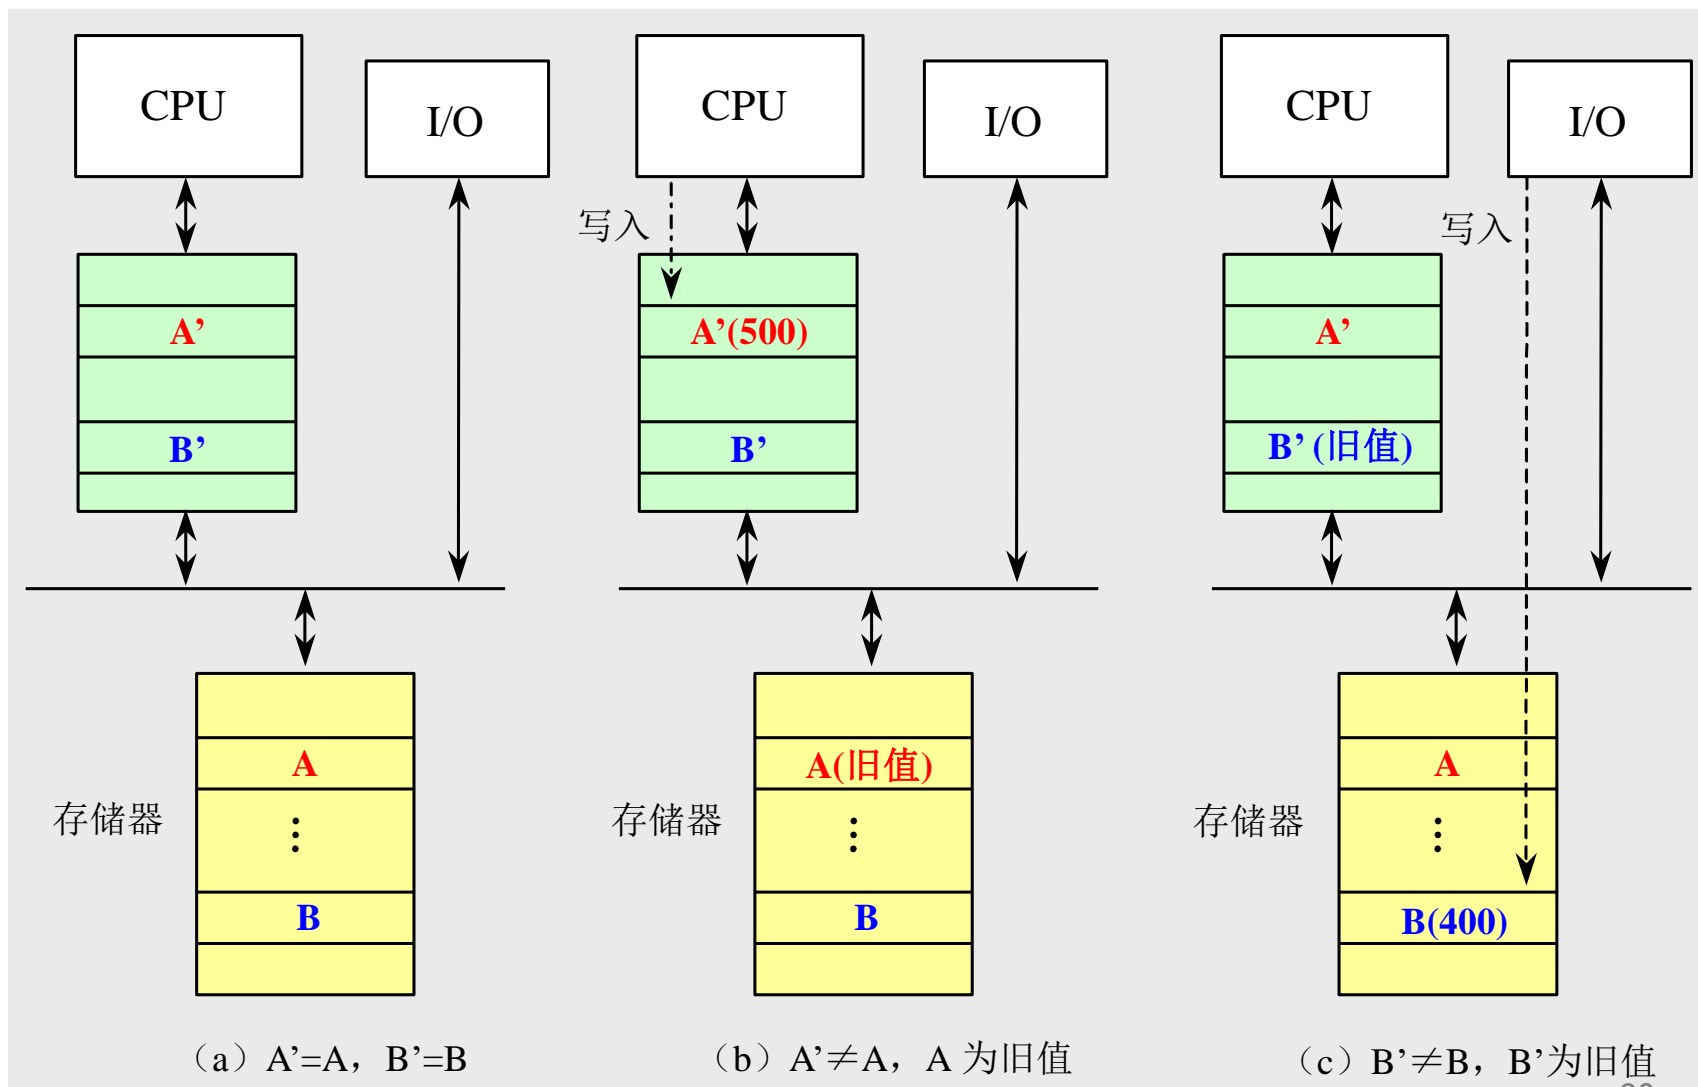 CPU
I/O
A’
B’
存储器
A
B
（a）A’=A，B’=B
CPU
I/O
写入
A’(500)
B’
存储器
A(旧值)
B
（b）A’≠A，A 为旧值
CPU
I/O
写入
A’
B’(旧值)
存储器
A
B(400)
（c）B’≠B，B’为旧值